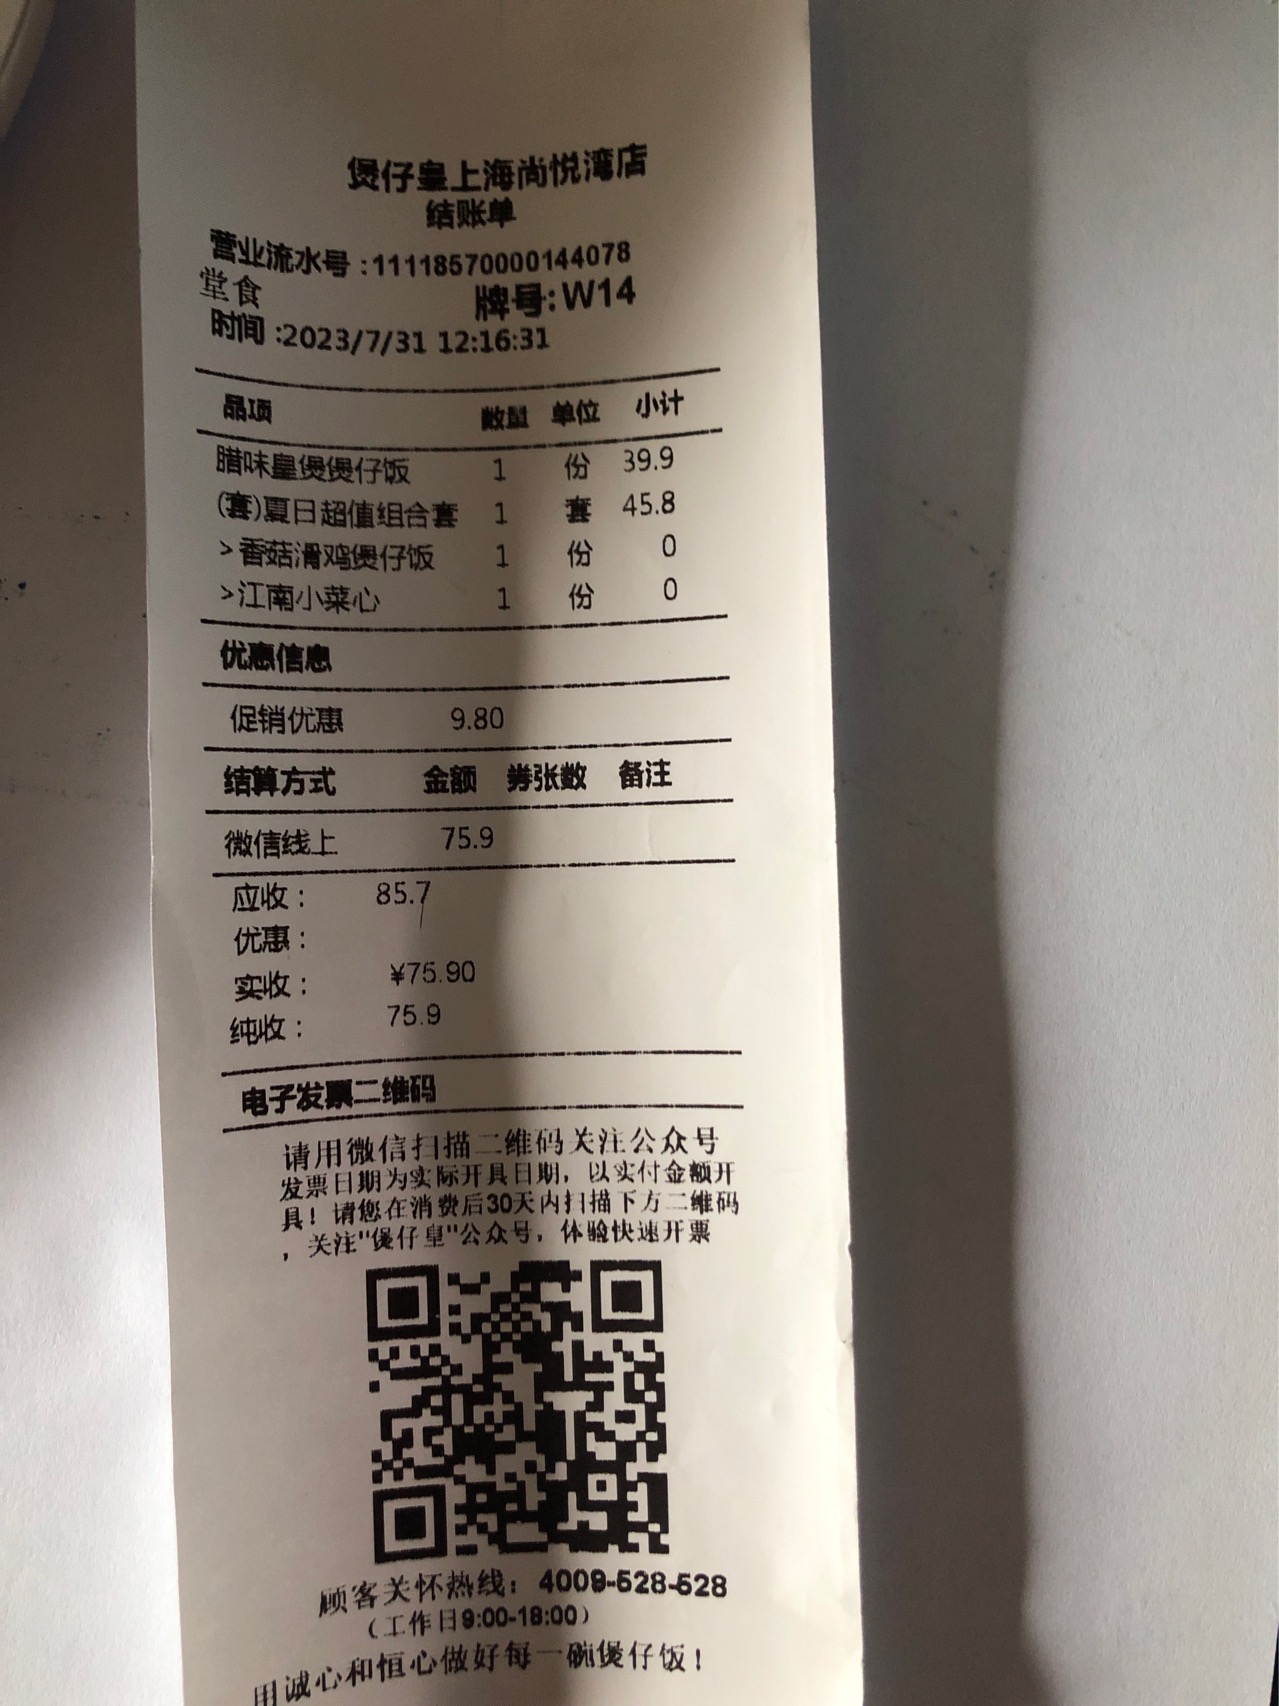 煲仔皇上海尚悦湾店
结账单
营业流水号:11118570000144078
堂食 牌号:W14
时间:2023/7/31 12:16:31
品项 数量 单位 小计
腊味皇煲煲仔饭 1 份 39.9
(套)夏日超值组合套 1 套 45.8
>香菇滑鸡煲仔饭 1 份 0
>江南小菜心 1 份 0
优惠信息
促销优惠 9.80
结算方式 金额 券张数 备注
微信线上 75.9
应收: 85.7
优惠:
实收: ¥75.90
纯收: 75.9
电子发票二维码
请用微信扫描二维码关注公众号
发票日期为实际开具日期，以实付金额开
具！请您在消费后30天内扫描下方二维码
，关注"煲仔皇"公众号，体验快速开票
顾客关怀热线：4009-528-528
（工作日9:00-18:00）
用诚心和恒心做好每一碗煲仔饭！